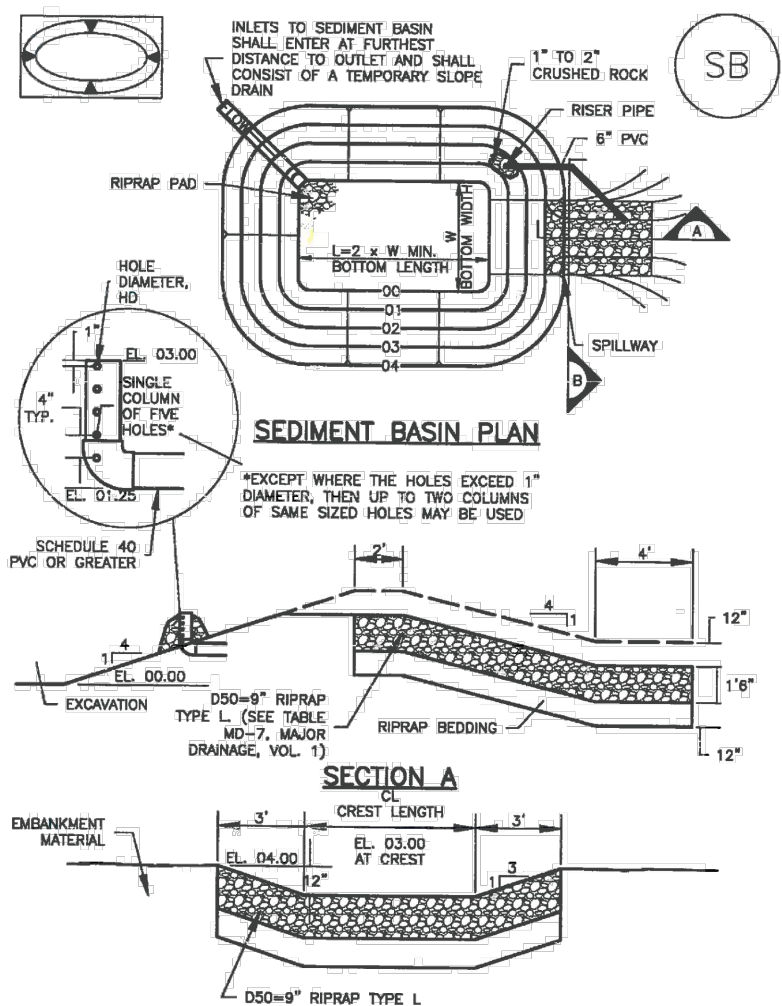 INLETS TO SEDIMENT BASIN
SHALL ENTER AT FURTHEST
DISTANCE TO OUTLET AND SHALL
CONSIST OF A TEMPORARY SLOPE
DRAIN
1" TO 2"
CRUSHED ROCK
SB
RISER PIPE
6" PVC
FLOW
RIPRAP PAD
W
BOTTOM WIDTH
A
L=2 x W MIN.
BOTTOM LENGTH
00
01
02
03
04
SPILLWAY
B
HOLE
DIAMETER,
HD
1"
EL. 03.00
4"
TYP.
SINGLE
COLUMN
OF FIVE
HOLES*
EL. 01.25
SEDIMENT BASIN PLAN
*EXCEPT WHERE THE HOLES EXCEED 1"
DIAMETER, THEN UP TO TWO COLUMNS
OF SAME SIZED HOLES MAY BE USED
SCHEDULE 40
PVC OR GREATER
2'
4'
4
1
12"
4
1
EL. 00.00
EXCAVATION
D50=9" RIPRAP
TYPE L. (SEE TABLE
MD-7, MAJOR
DRAINAGE, VOL. 1)
RIPRAP BEDDING
1'6"
12"
SECTION A
CL
CREST LENGTH
3'
3'
EMBANKMENT
MATERIAL
EL. 04.00
EL. 03.00
AT CREST
12"
3
1
D50=9" RIPRAP TYPE L